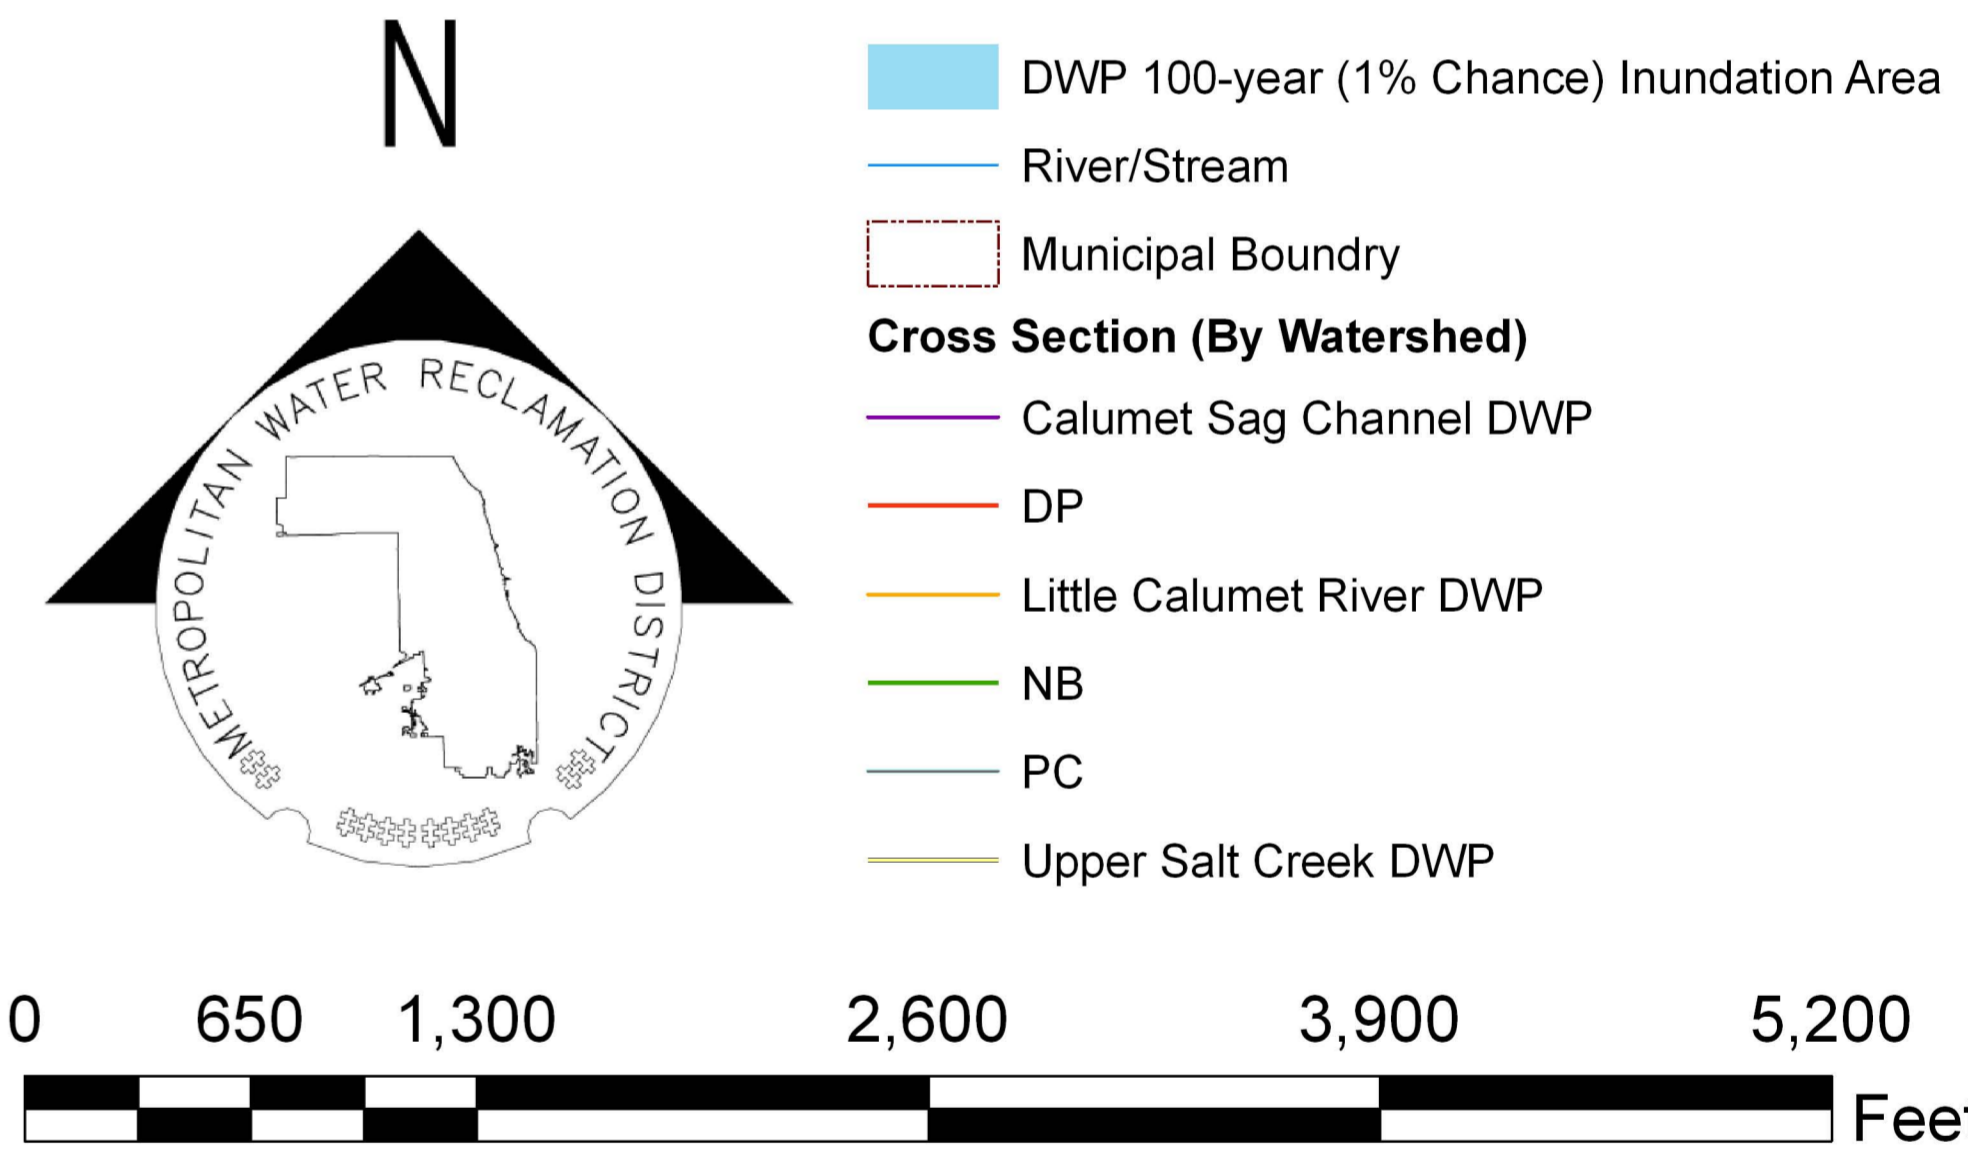 N
METROPOLITAN WATER RECLAMATION DISTRICT
DWP 100-year (1% Chance) Inundation Area
River/Stream
Municipal Boundry
Cross Section (By Watershed)
Calumet Sag Channel DWP
DP
Little Calumet River DWP
NB
PC
Upper Salt Creek DWP
0 650 1,300 2,600 3,900 5,200
Feet